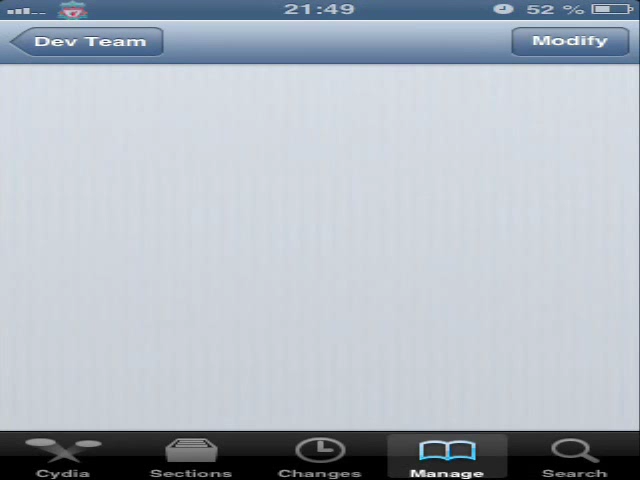 21:49
52 %
Dev Team
Modify
Cydia
Sections
Changes
Manage
Search